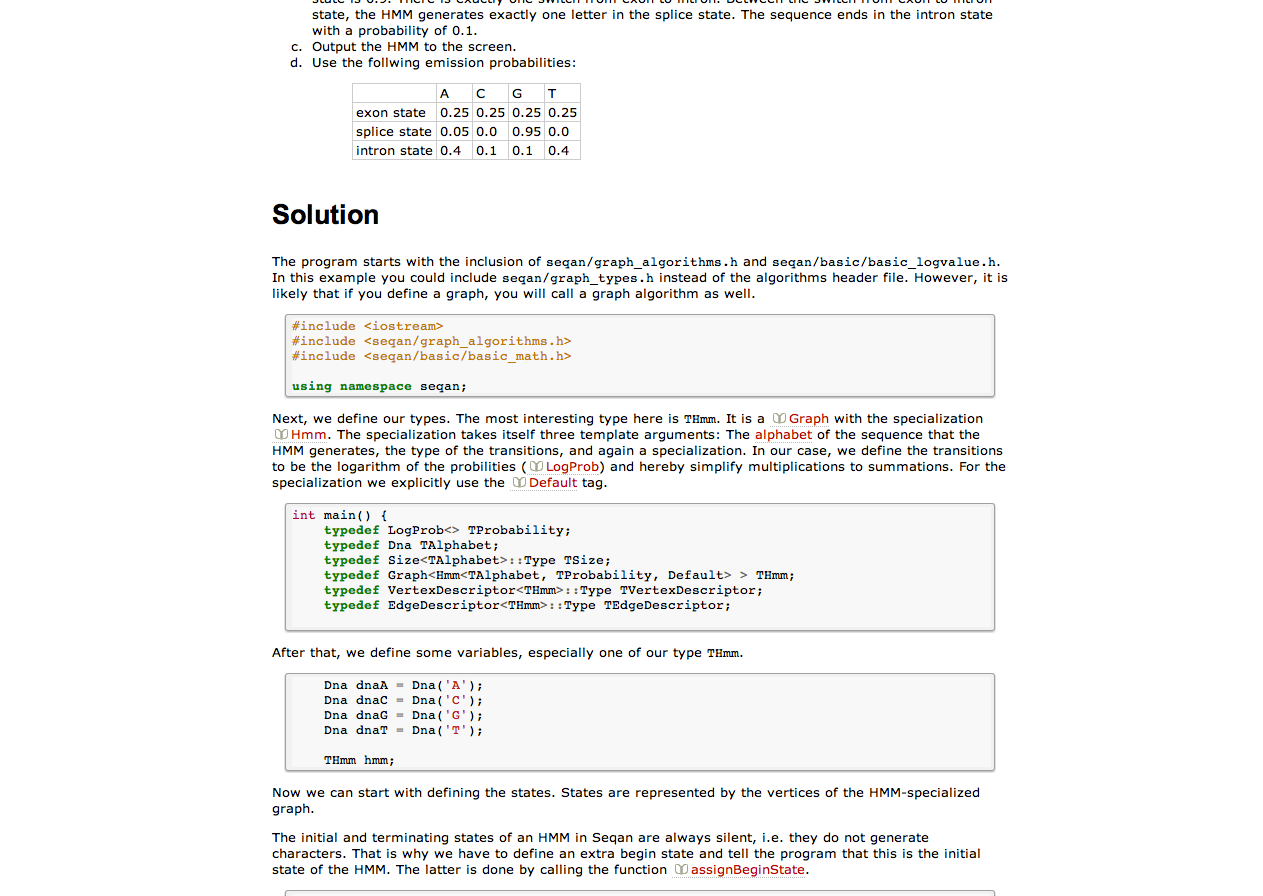 state, the HMM generates exactly one letter in the splice state. The sequence ends in the intron state
with a probability of 0.1.
c. Output the HMM to the screen.
d. Use the follwing emission probabilities:
A C G T
exon state 0.25 0.25 0.25 0.25
splice state 0.05 0.0 0.95 0.0
intron state 0.4 0.1 0.1 0.4
Solution
The program starts with the inclusion of seqan/graph_algorithms.h and seqan/basic/basic_logvalue.h.
In this example you could include seqan/graph_types.h instead of the algorithms header file. However, it is
likely that if you define a graph, you will call a graph algorithm as well.
#include <iostream>
#include <seqan/graph_algorithms.h>
#include <seqan/basic/basic_math.h>
using namespace seqan;
Next, we define our types. The most interesting type here is THmm. It is a Graph with the specialization
Hmm. The specialization takes itself three template arguments: The alphabet of the sequence that the
HMM generates, the type of the transitions, and again a specialization. In our case, we define the transitions
to be the logarithm of the probilities (LogProb) and hereby simplify multiplications to summations. For the
specialization we explicitly use the Default tag.
int main() {
typedef LogProb<> TProbability;
typedef Dna TAlphabet;
typedef Size<TAlphabet>::Type TSize;
typedef Graph<Hmm<TAlphabet, TProbability, Default> > THmm;
typedef VertexDescriptor<THmm>::Type TVertexDescriptor;
typedef EdgeDescriptor<THmm>::Type TEdgeDescriptor;
After that, we define some variables, especially one of our type THmm.
Dna dnaA = Dna('A');
Dna dnaC = Dna('C');
Dna dnaG = Dna('G');
Dna dnaT = Dna('T');
THmm hmm;
Now we can start with defining the states. States are represented by the vertices of the HMM-specialized
graph.
The initial and terminating states of an HMM in Seqan are always silent, i.e. they do not generate
characters. That is why we have to define an extra begin state and tell the program that this is the initial
state of the HMM. The latter is done by calling the function assignBeginState.